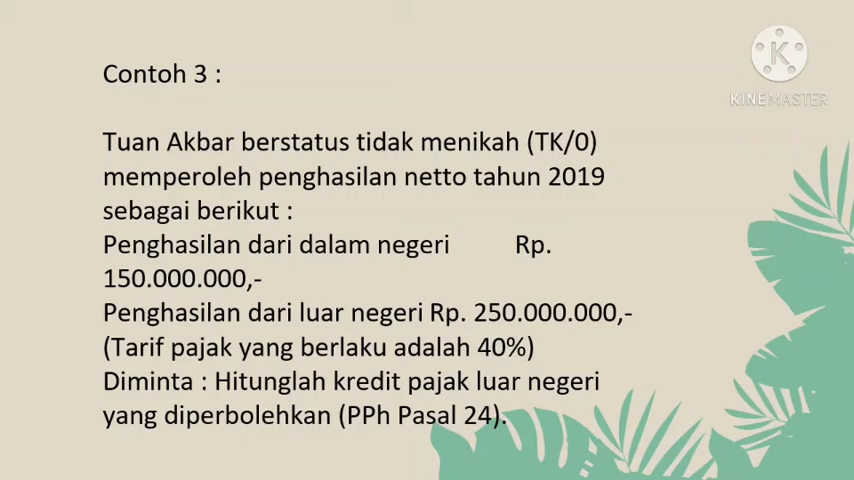 Contoh 3 :
K
KINEMASTER
Tuan Akbar berstatus tidak menikah (TK/0)
memperoleh penghasilan netto tahun 2019
sebagai berikut :
Penghasilan dari dalam negeri Rp.
150.000.000,-
Penghasilan dari luar negeri Rp. 250.000.000,-
(Tarif pajak yang berlaku adalah 40%)
Diminta : Hitunglah kredit pajak luar negeri
yang diperbolehkan (PPh Pasal 24).